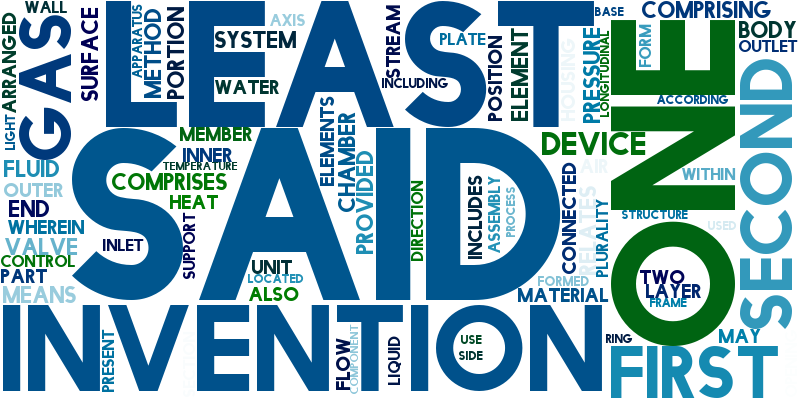 WALL
LEAST
BASE
COMPRISING
ARRANGED
GAS
SURFACE
APPARATUS
METHOD
PORTION
AXIS
SYSTEM
WATER
STREAM
INCLUDING
PLATE
POSITION
ELEMENT
HOUSING
PRESSURE
LONGITUDINAL
FORM
ONE
BODY
OUTLET
ACCORDING
SECOND
LIGHT
MEMBER
SAID
ELEMENTS
CHAMBER
DEVICE
AIR
FLUID
INNER
TEMPERATURE
COMPRISES
HEAT
OUTER
END
WHEREIN
VALVE
INLET
SUPPORT
PROVIDED
DIRECTION
INCLUDES
ASSEMBLY
PROCESS
CONNECTED
RELATES
PLURALITY
WITHIN
STRUCTURE
USED
CONTROL
PART
MEANS
UNIT
LOCATED
ALSO
FORMED
MATERIAL
TWO
LAYER
FRAME
INVENTION
PRESENT
FLOW
COMPONENT
LIQUID
USE
SIDE
RING
MAY
FIRST